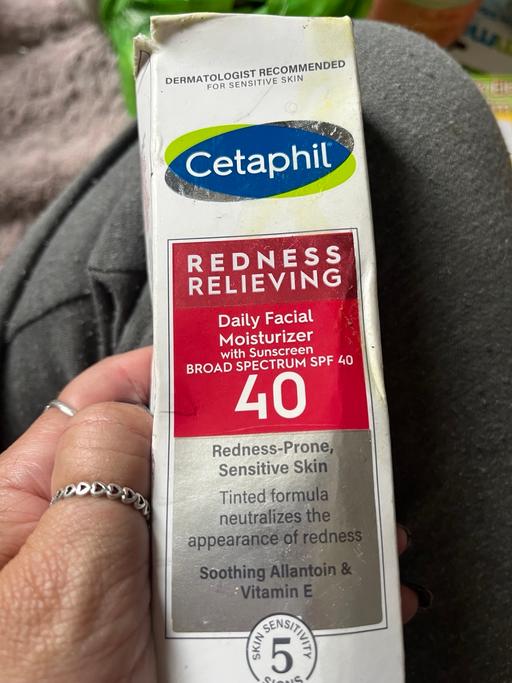 DERMATOLOGIST RECOMMENDED
FOR SENSITIVE SKIN
Cetaphil
REDNESS
RELIEVING
Daily Facial
Moisturizer
with Sunscreen
BROAD SPECTRUM SPF 40
40
Redness-Prone,
Sensitive Skin
Tinted formula
neutralizes the
appearance of redness
Soothing Allantoin &
Vitamin E
SKIN SENSITIVITY
5
SIGNS